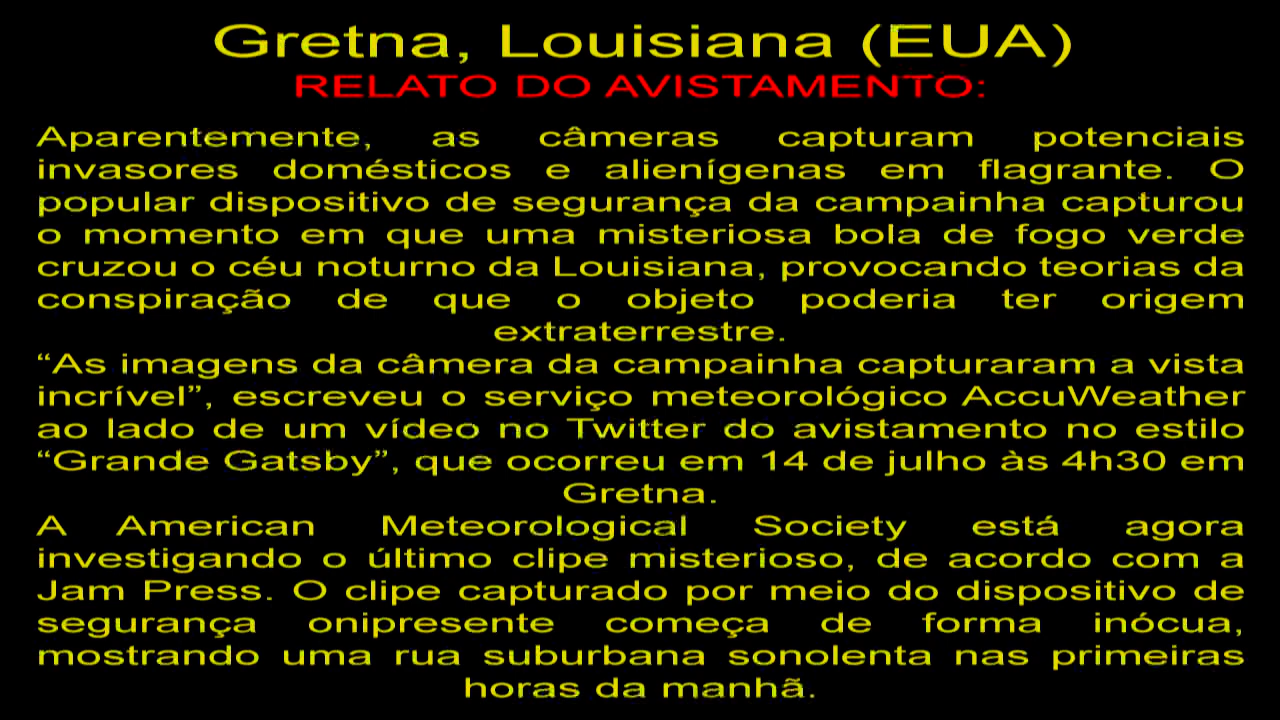 Gretna, Louisiana (EUA)
RELATO DO AVISTAMENTO:
Aparentemente, as câmeras capturam potenciais
invasores domésticos e alienígenas em flagrante. O
popular dispositivo de segurança da campainha capturou
o momento em que uma misteriosa bola de fogo verde
cruzou o céu noturno da Louisiana, provocando teorias da
conspiração de que o objeto poderia ter origem
extraterrestre.
“As imagens da câmera da campainha capturaram a vista
incrível”, escreveu o serviço meteorológico AccuWeather
ao lado de um vídeo no Twitter do avistamento no estilo
“Grande Gatsby”, que ocorreu em 14 de julho às 4h30 em
Gretna.
A American Meteorological Society está agora
investigando o último clipe misterioso, de acordo com a
Jam Press. O clipe capturado por meio do dispositivo de
segurança onipresente começa de forma inócua,
mostrando uma rua suburbana sonolenta nas primeiras
horas da manhã.